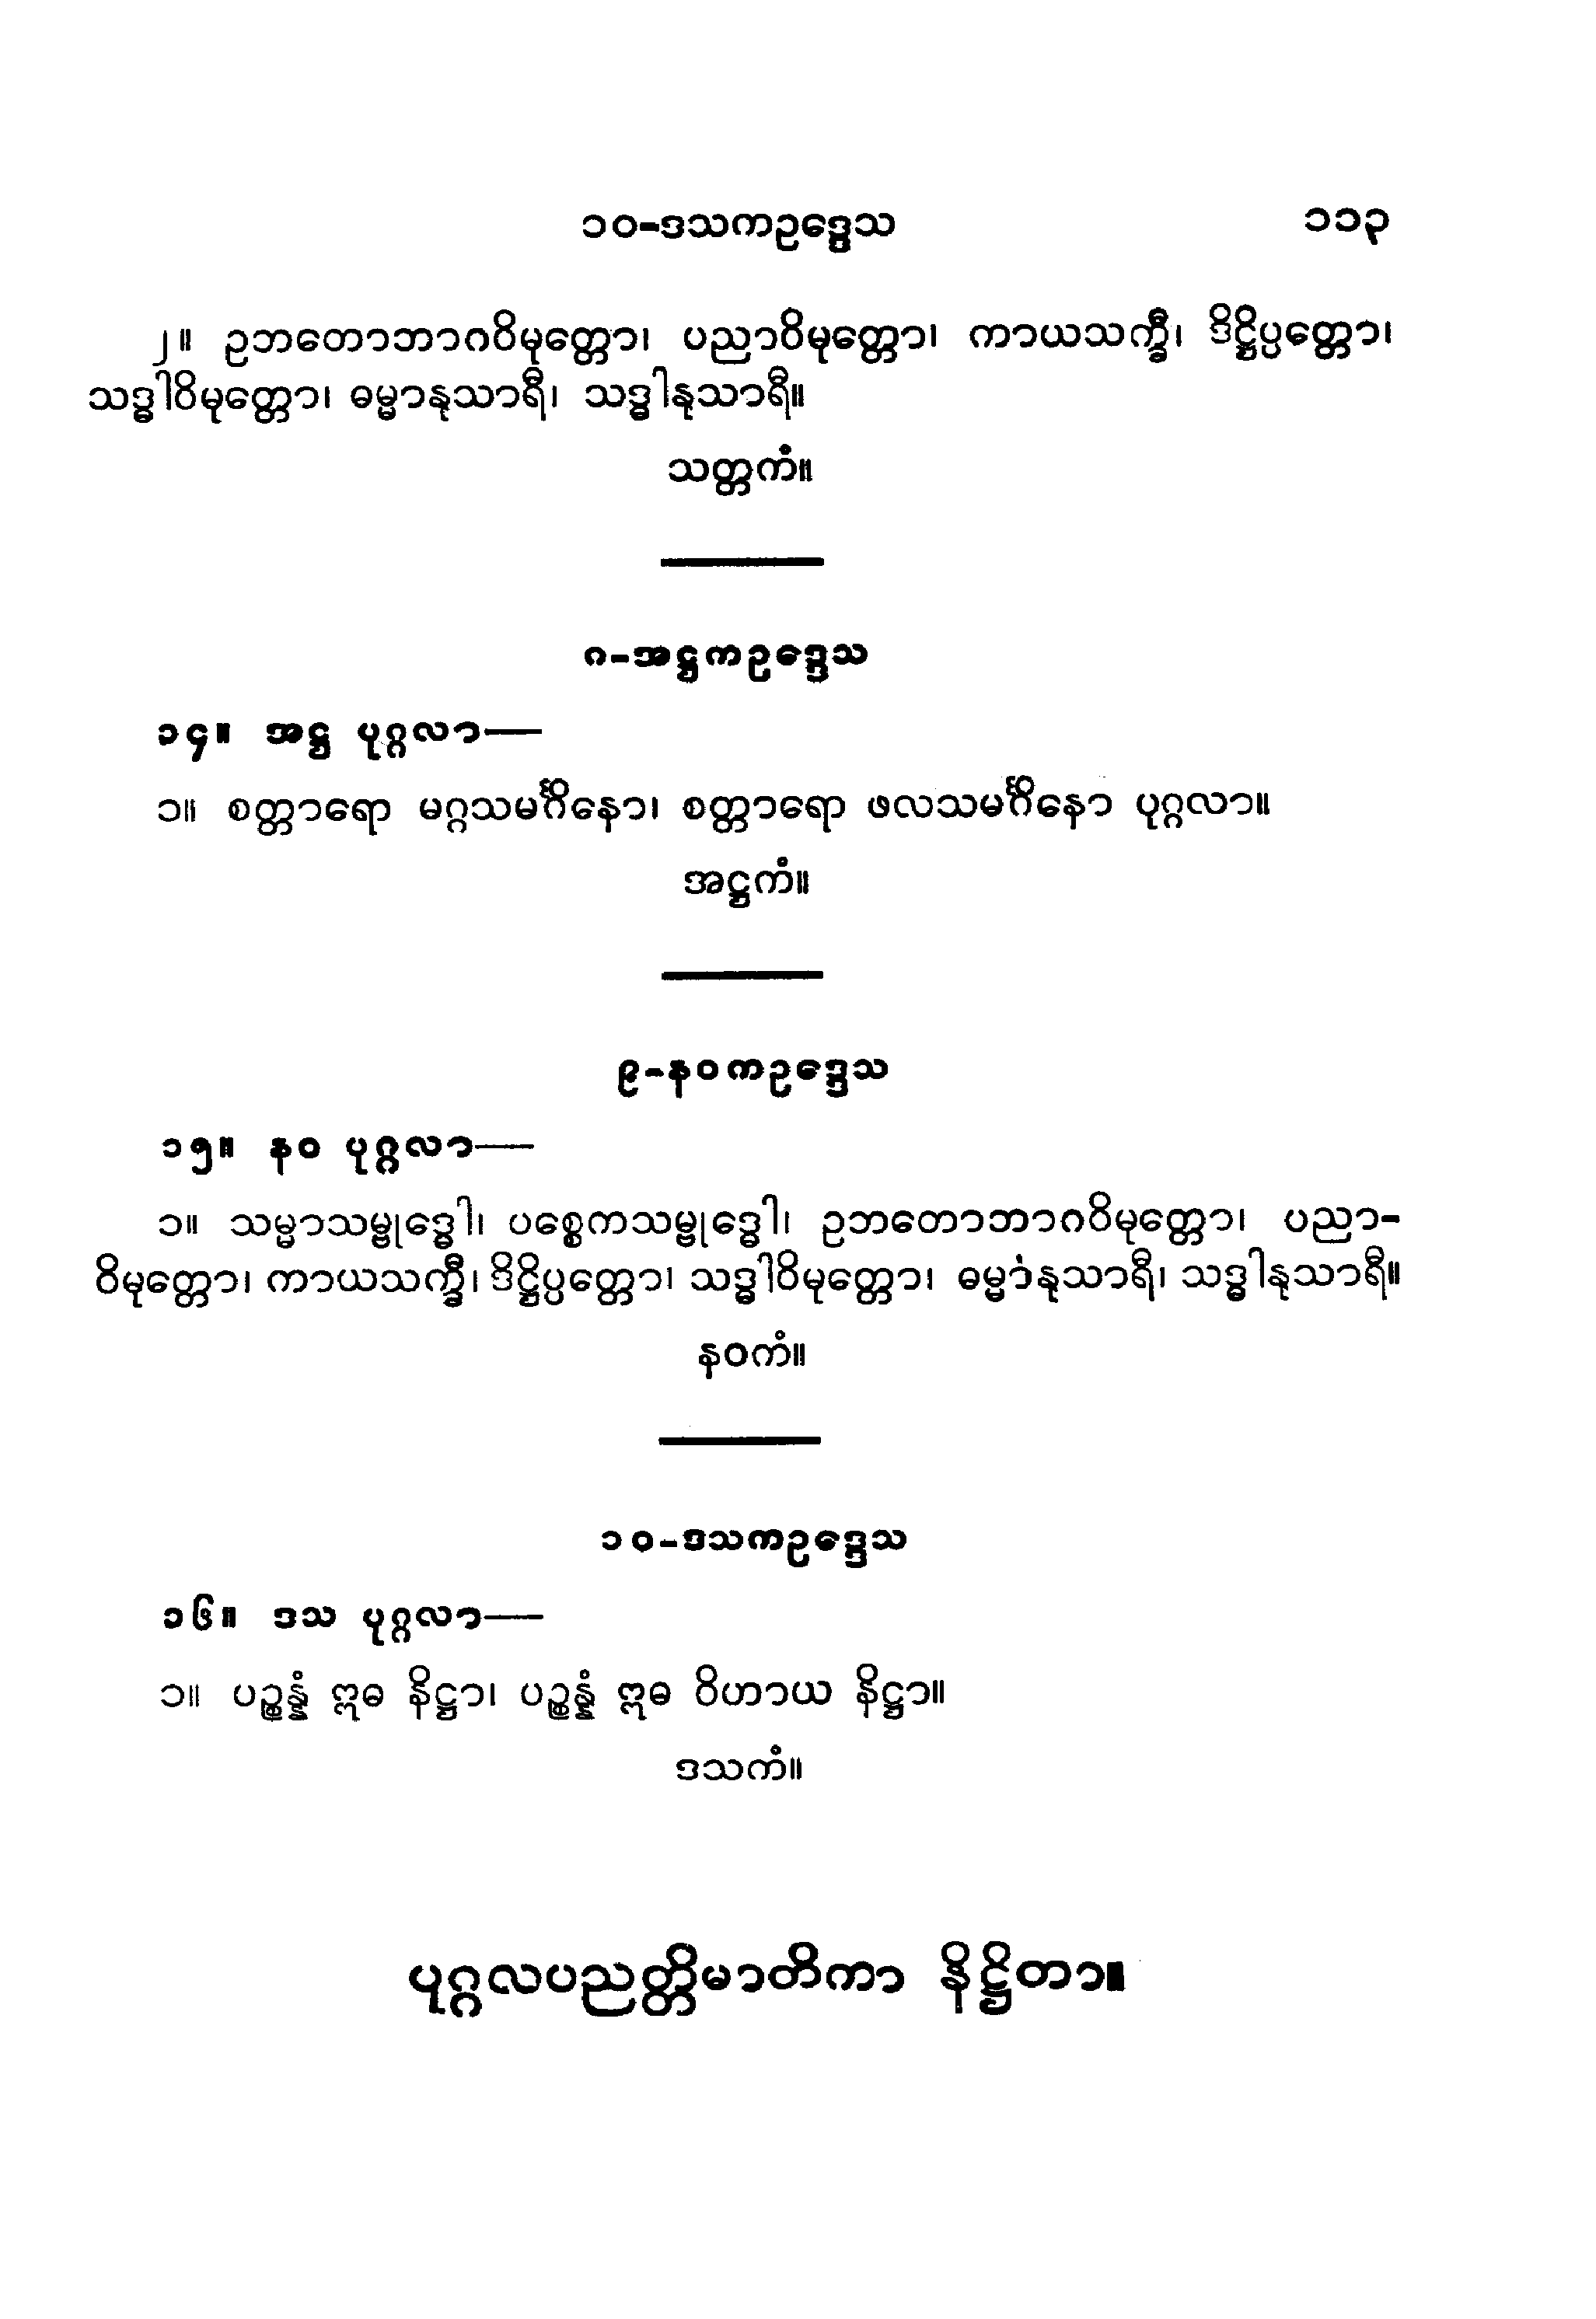 ၁၀-ဒသကဥဒ္ဒေသ ၁၁၃
၂။ ဥဘတောဘာဂဝိမုတ္တော၊ ပညာဝိမုတ္တော၊ ကာယသက္ခီ၊ ဒိဋ္ဌိပ္ပတ္တော၊
သဒ္ဓါဝိမုတ္တော၊ ဓမ္မာနုသာရီ၊ သဒ္ဓါနုသာရီ။
သတ္တကံ။
ဂ-အဋ္ဌကဥဒ္ဒေသ
၁၄။ အဋ္ဌ ပုဂ္ဂလာ—
၁။ စတ္တာရော မဂ္ဂသမင်္ဂိနော၊ စတ္တာရော ဖလသမင်္ဂိနော ပုဂ္ဂလာ။
အဋ္ဌကံ။
၉-နဝကဥဒ္ဒေသ
၁၅။ နဝ ပုဂ္ဂလာ—
၁။ သမ္မာသမ္ဗုဒ္ဓေါ၊ ပစ္စေကသမ္ဗုဒ္ဓေါ၊ ဥဘတောဘာဂဝိမုတ္တော၊ ပညာ-
ဝိမုတ္တော၊ ကာယသက္ခီ၊ ဒိဋ္ဌိပ္ပတ္တော၊ သဒ္ဓါဝိမုတ္တော၊ ဓမ္မာနုသာရီ၊ သဒ္ဓါနုသာရီ။
နဝကံ။
၁၀-ဒသကဥဒ္ဒေသ
၁၆။ ဒသ ပုဂ္ဂလာ—
၁။ ပဉ္စန္နံ ဣဓ နိဋ္ဌာ၊ ပဉ္စန္နံ ဣဓ ဝိဟာယ နိဋ္ဌာ။
ဒသကံ။
ပုဂ္ဂလပညတ္တိမာတိကာ နိဋ္ဌိတာ။